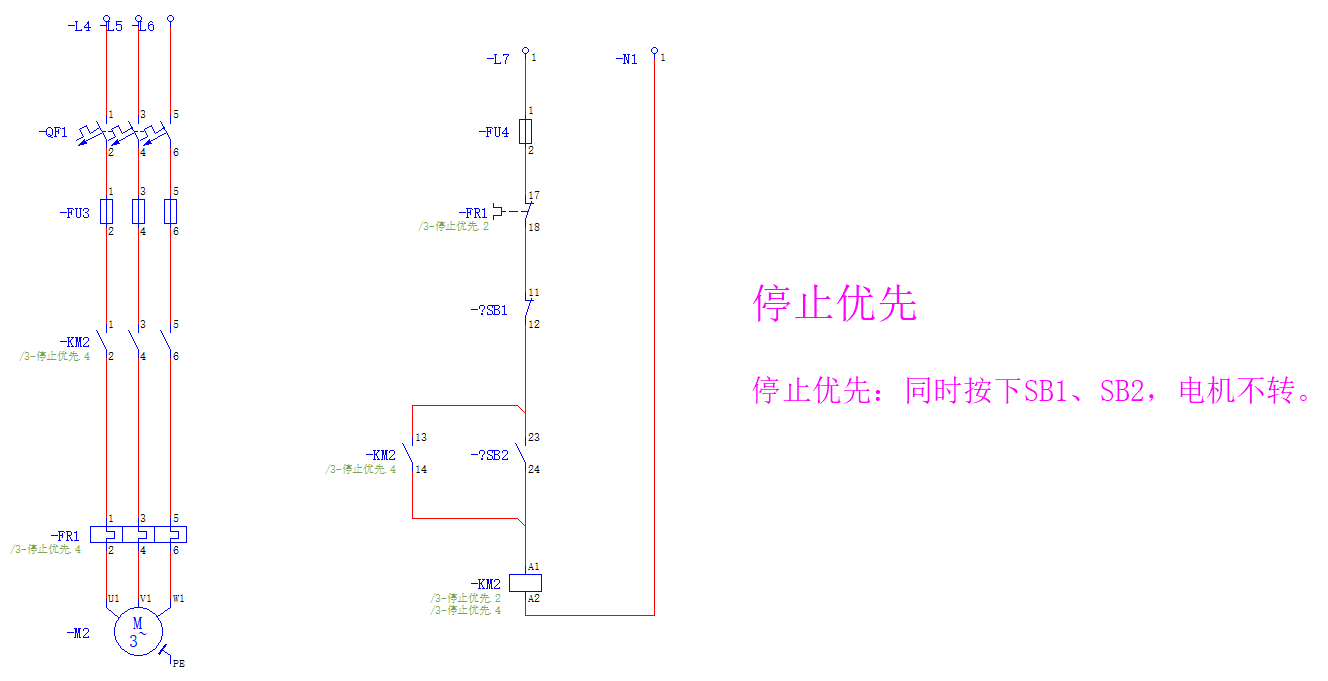 -L4 -L5 -L6
-L7 1 -N1 1
1 3 5
-QF1
2 4 6
1
-FU4
2
1 3 5
-FU3
2 4 6
17
-FR1
/3-停止优先.2
18
11
-?SB1
12
停止优先
1 3 5
-KM2
/3-停止优先.4
2 4 6
停止优先：同时按下SB1、SB2，电机不转。
13 23
-KM2 -?SB2
/3-停止优先.4
14 24
1 3 5
-FR1
/3-停止优先.4
2 4 6
A1
-KM2
/3-停止优先.2
A2
/3-停止优先.4
U1 V1 W1
-M2
M
3~
PE